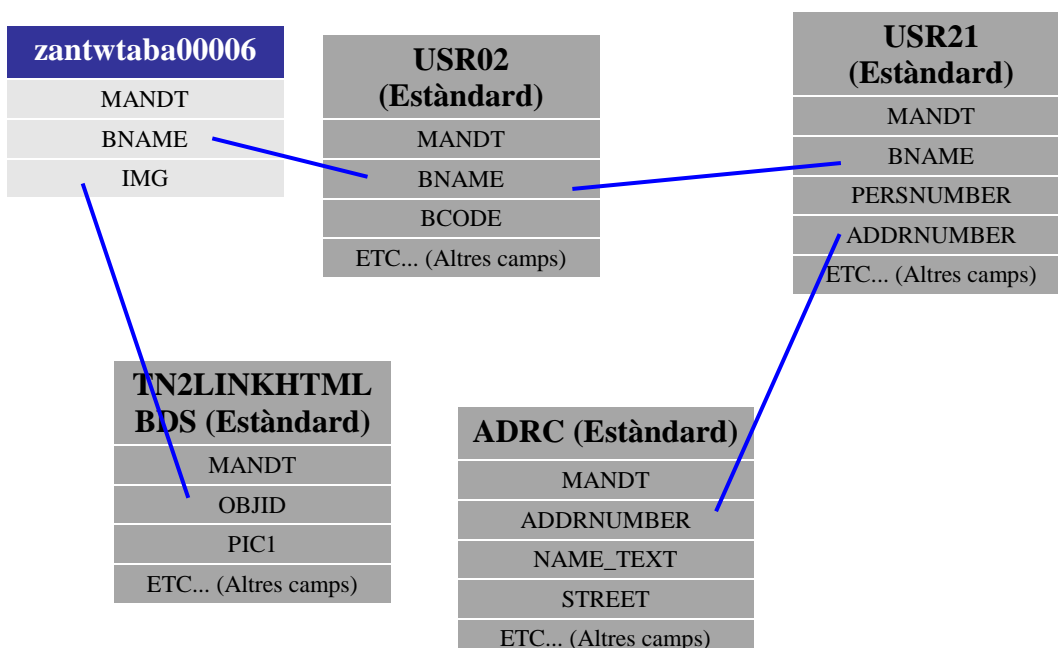 zantwtaba00006
MANDT
BNAME
IMG
USR02
(Estàndard)
MANDT
BNAME
BCODE
ETC... (Altres camps)
USR21
(Estàndard)
MANDT
BNAME
PERSNUMBER
ADDRNUMBER
ETC... (Altres camps)
TN2LINKHTML
BDS (Estàndard)
MANDT
OBJID
PIC1
ETC... (Altres camps)
ADRC (Estàndard)
MANDT
ADDRNUMBER
NAME_TEXT
STREET
ETC... (Altres camps)